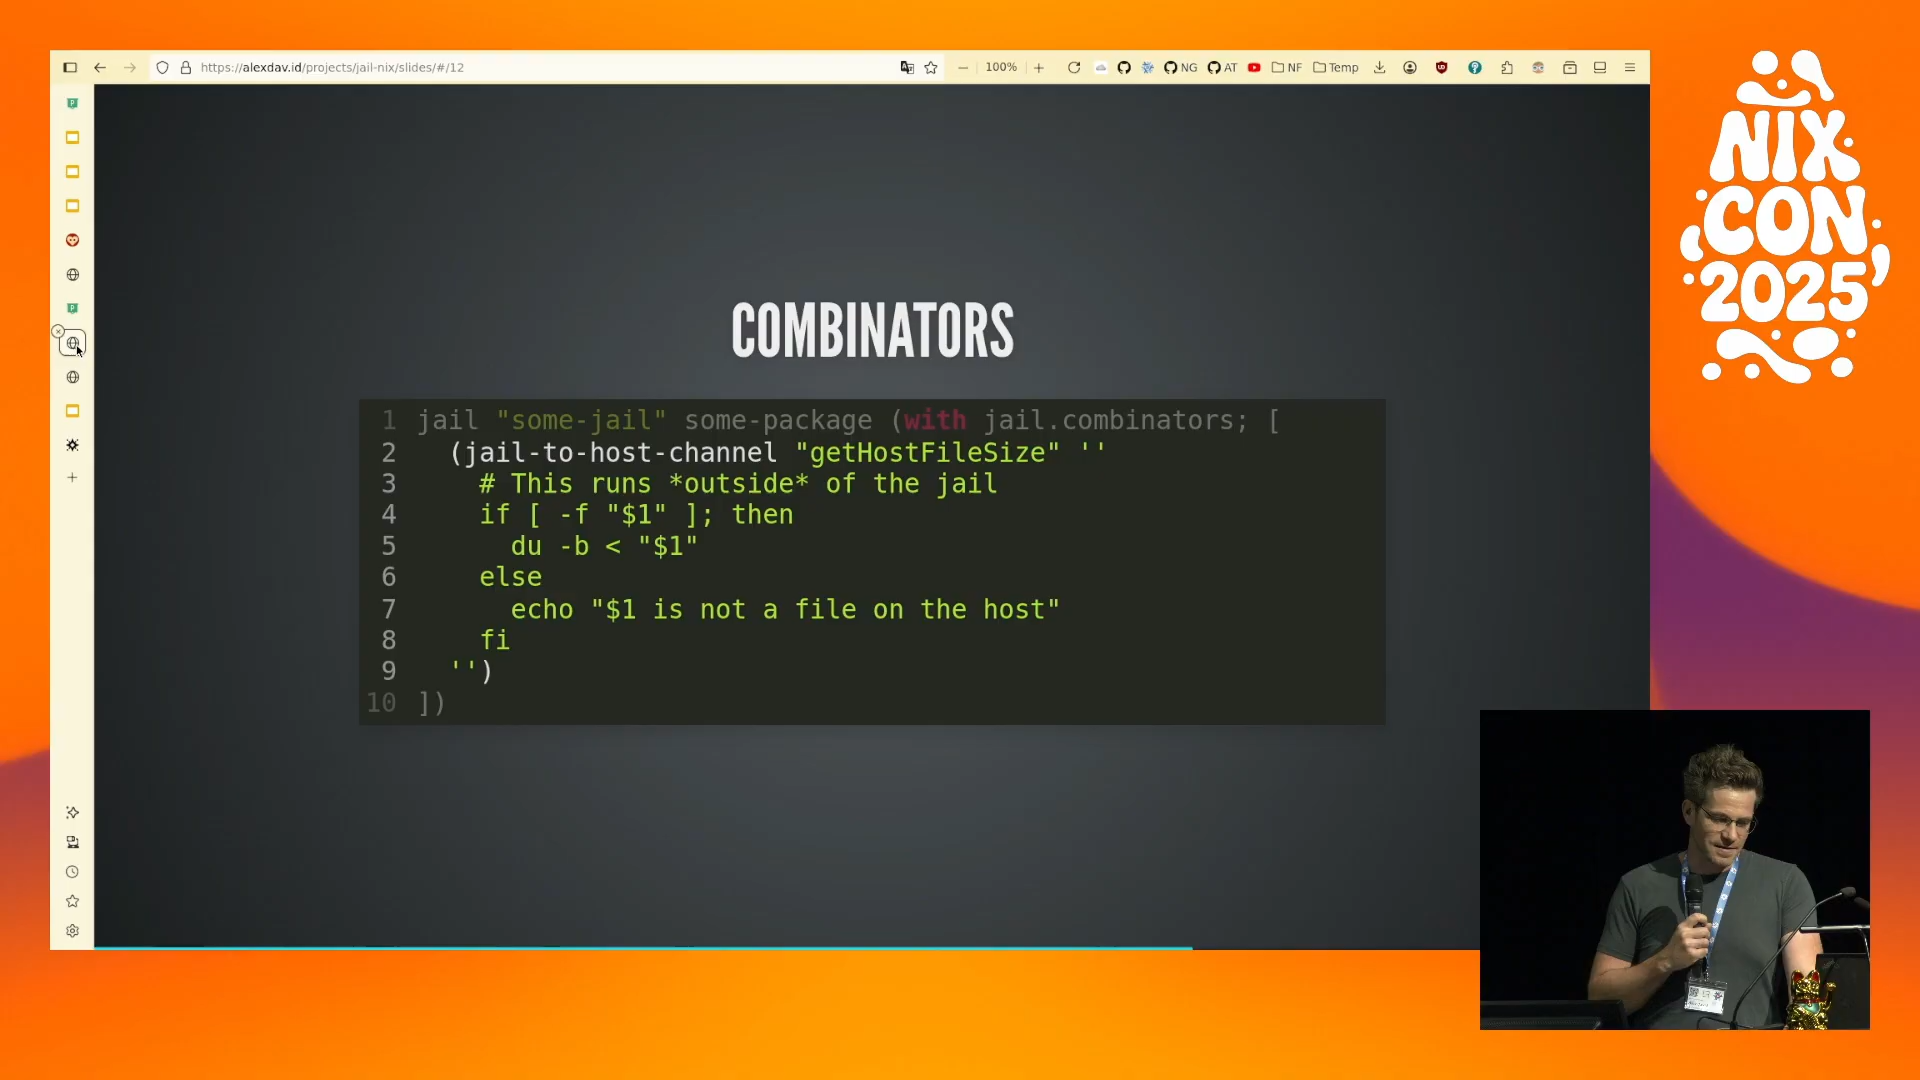 https://alexdav.id/projects/jail-nix/slides/#/12
100%
NG
AT
NF
Temp
NIX
CON
2025
COMBINATORS
1 jail "some-jail" some-package (with jail.combinators; [
2 (jail-to-host-channel "getHostFileSize" ''
3 # This runs *outside* of the jail
4 if [ -f "$1" ]; then
5 du -b < "$1"
6 else
7 echo "$1 is not a file on the host"
8 fi
9 '')
10 ])